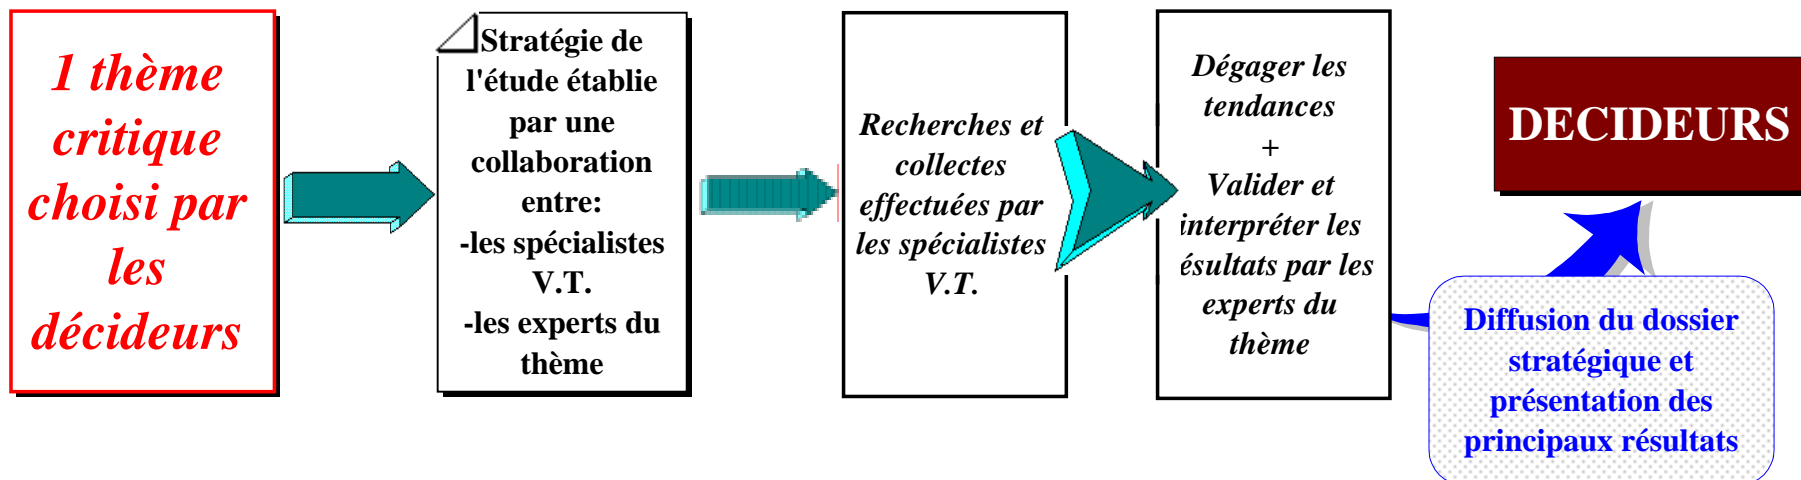 1 thème
critique
choisi par
les
décideurs
Stratégie de
l'étude établie
par une
collaboration
entre:
-les spécialistes
V.T.
-les experts du
thème
Recherches et
collectes
effectuées par
les spécialistes
V.T.
Dégager les
tendances
+
Valider et
interpréter les
ésultats par les
experts du
thème
DECIDEURS
Diffusion du dossier
stratégique et
présentation des
principaux résultats